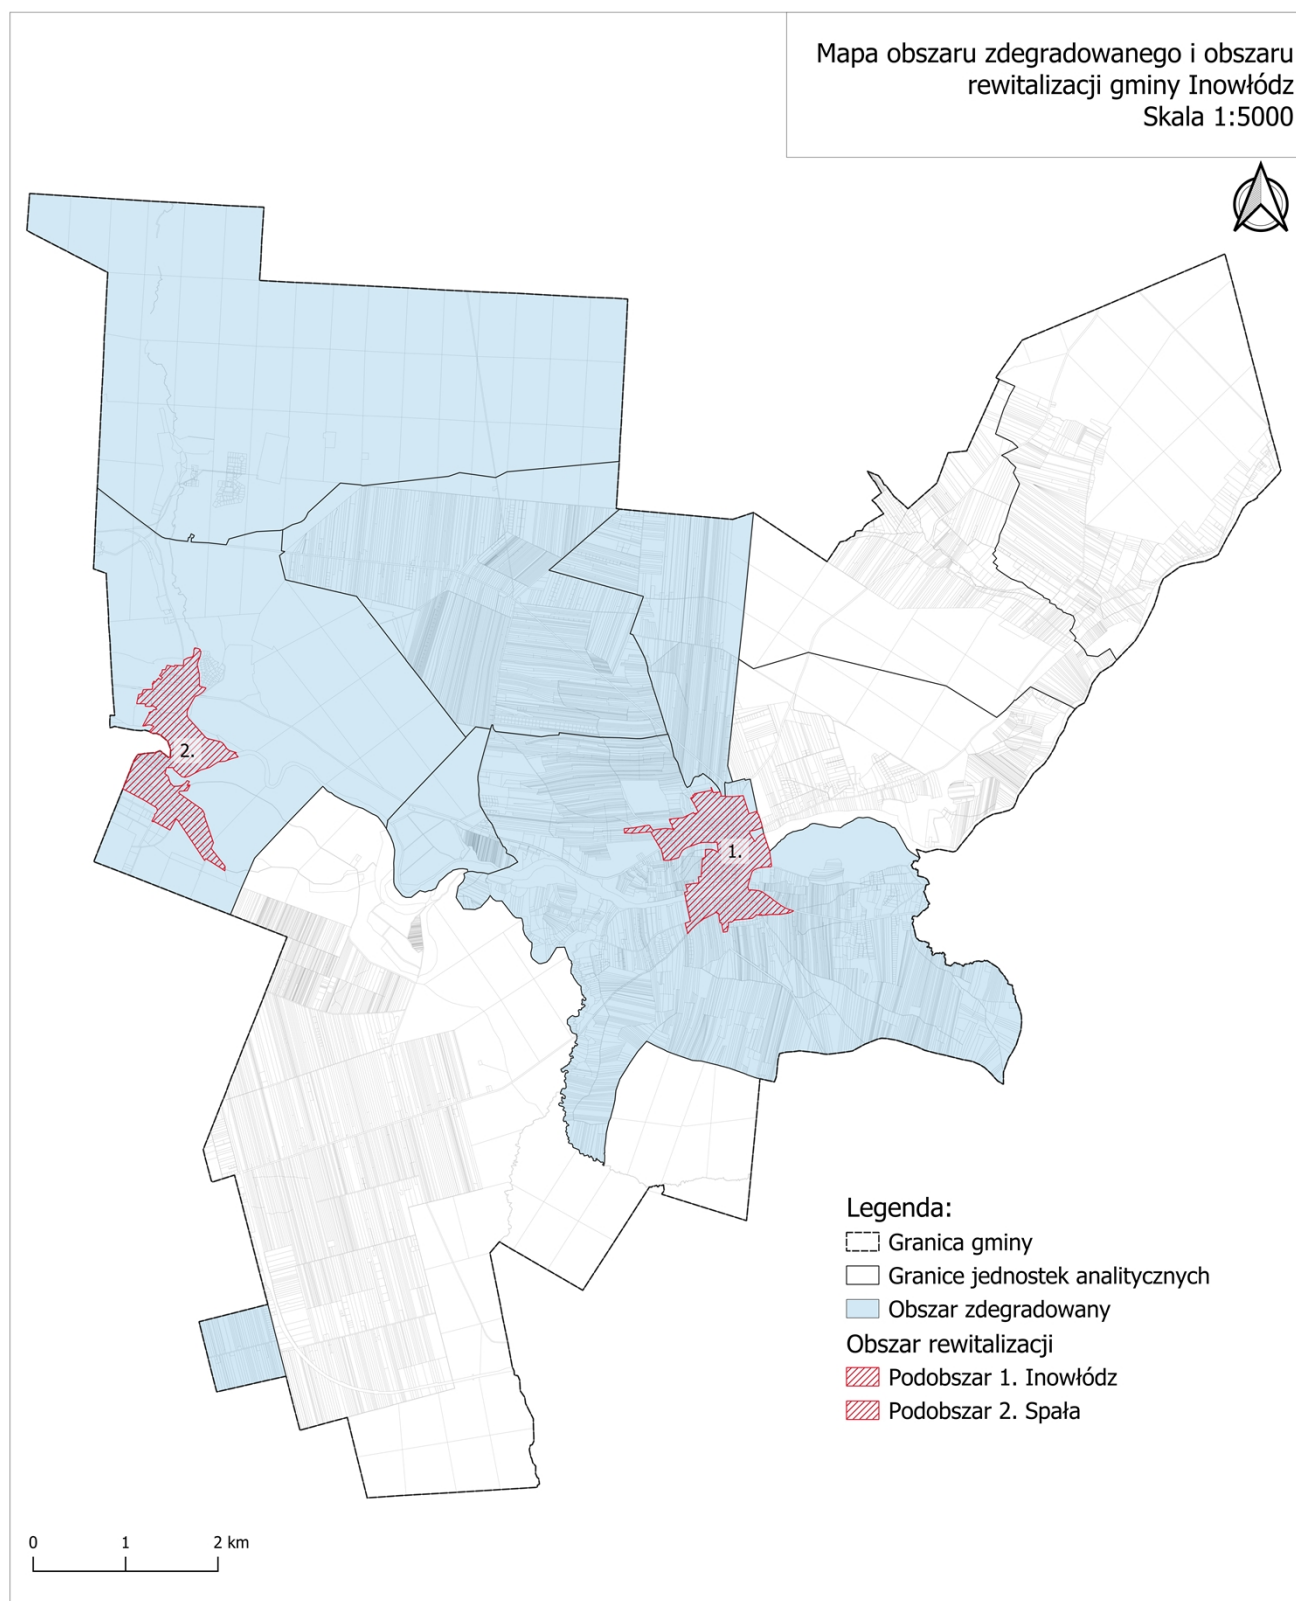 Mapa obszaru zdegradowanego i obszaru
rewitalizacji gminy Inowłódz
Skala 1:5000
2.
1.
Legenda:
Granica gminy
Granice jednostek analitycznych
Obszar zdegradowany
Obszar rewitalizacji
Podobszar 1. Inowłódz
Podobszar 2. Spała
0 1 2 km